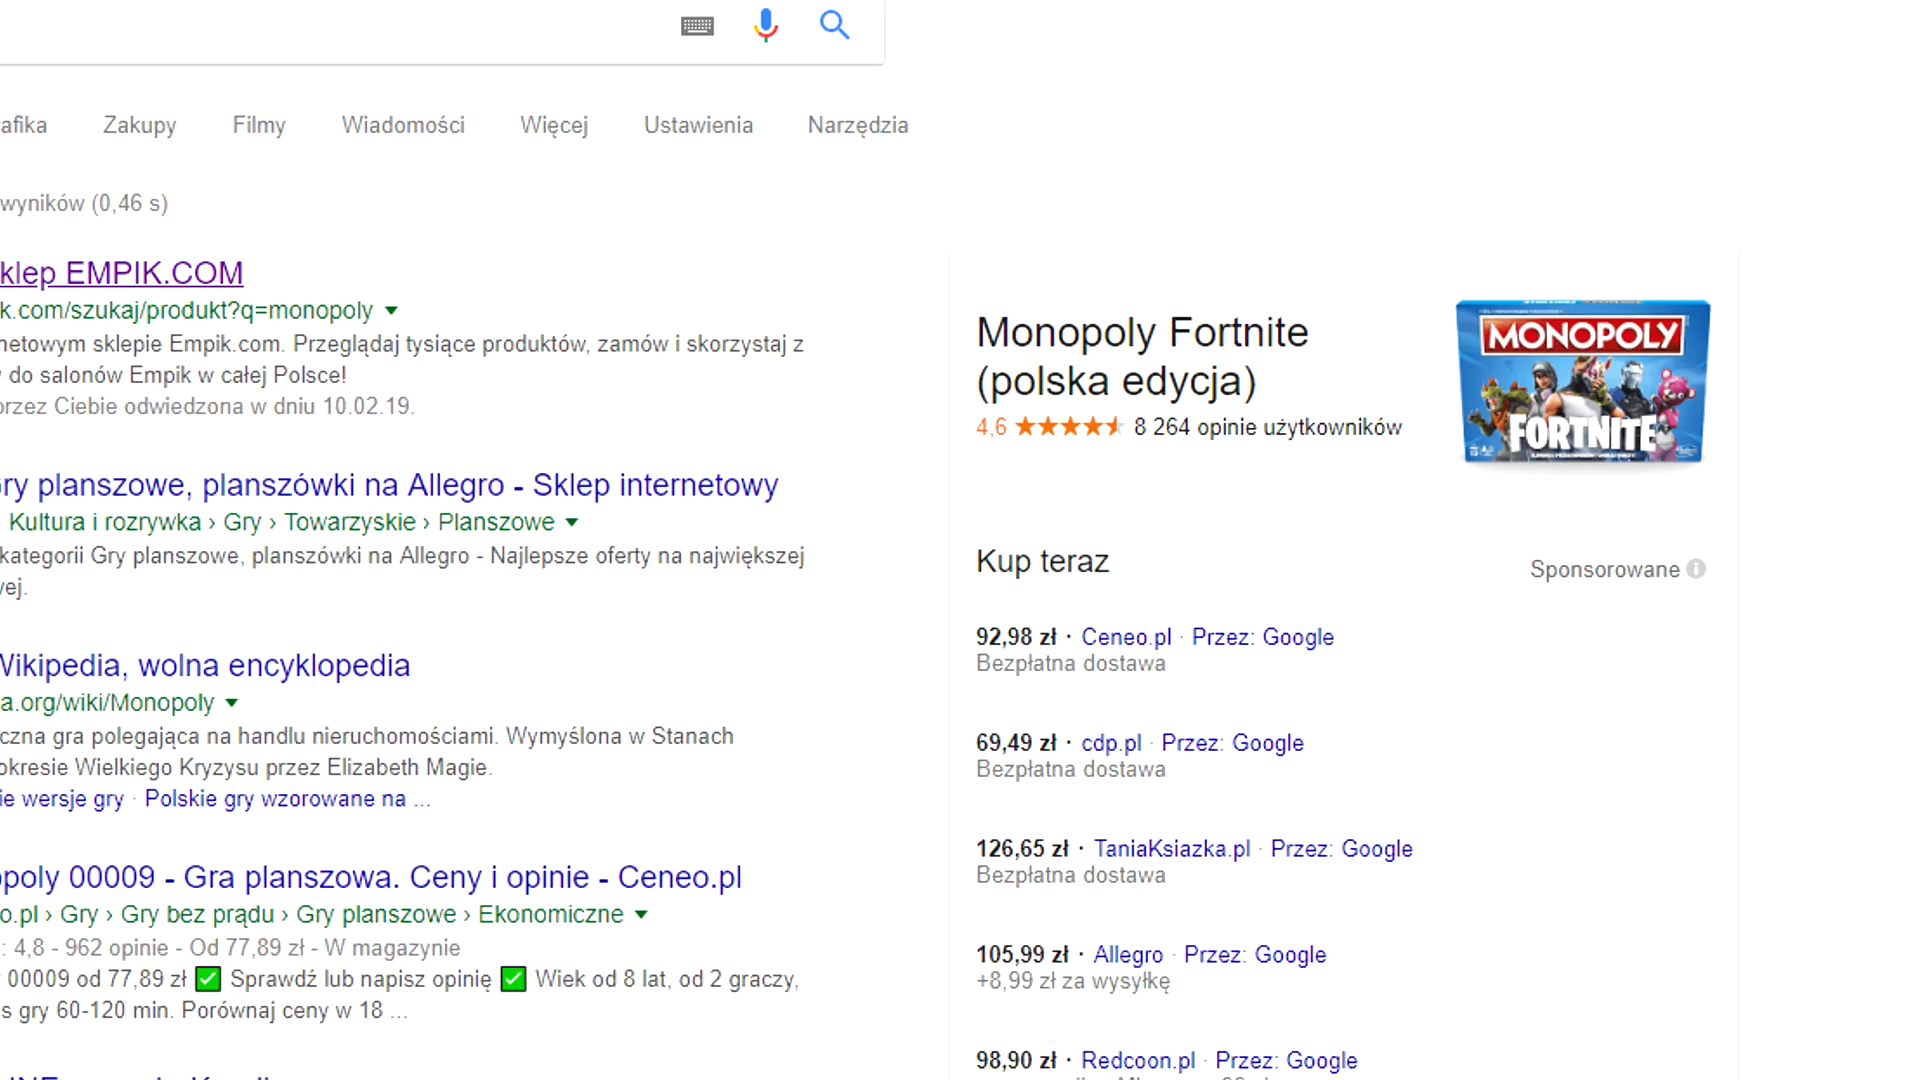 afika Zakupy Filmy Wiadomości Więcej Ustawienia Narzędzia
wyników (0,46 s)
klep EMPIK.COM
k.com/szukaj/produkt?q=monopoly
netowym sklepie Empik.com. Przeglądaj tysiące produktów, zamów i skorzystaj z
do salonów Empik w całej Polsce!
przez Ciebie odwiedzona w dniu 10.02.19.
Gry planszowe, planszówki na Allegro - Sklep internetowy
Kultura i rozrywka › Gry › Towarzyskie › Planszowe
kategorii Gry planszowe, planszówki na Allegro - Najlepsze oferty na największej
vej.
Wikipedia, wolna encyklopedia
a.org/wiki/Monopoly
czna gra polegająca na handlu nieruchomościami. Wymyślona w Stanach
okresie Wielkiego Kryzysu przez Elizabeth Magie.
ie wersje gry · Polskie gry wzorowane na ...
opoly 00009 - Gra planszowa. Ceny i opinie - Ceneo.pl
o.pl › Gry › Gry bez prądu › Gry planszowe › Ekonomiczne
: 4,8 - 962 opinie - Od 77,89 zł - W magazynie
00009 od 77,89 zł ✅ Sprawdź lub napisz opinię ✅ Wiek od 8 lat, od 2 graczy,
s gry 60-120 min. Porównaj ceny w 18 ...
Monopoly Fortnite
(polska edycja)
4,6 8 264 opinie użytkowników
MONOPOLY
FORTNITE
Kup teraz
Sponsorowane
92,98 zł · Ceneo.pl · Przez: Google
Bezpłatna dostawa
69,49 zł · cdp.pl · Przez: Google
Bezpłatna dostawa
126,65 zł · TaniaKsiazka.pl · Przez: Google
Bezpłatna dostawa
105,99 zł · Allegro · Przez: Google
+8,99 zł za wysyłkę
98,90 zł · Redcoon.pl · Przez: Google